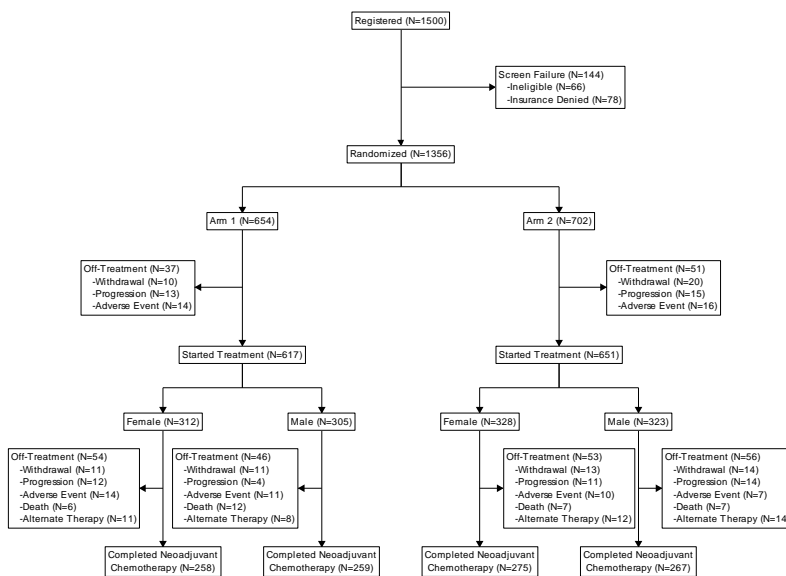 Registered (N=1500)
Screen Failure (N=144)
-Ineligible (N=66)
-Insurance Denied (N=78)
Randomized (N=1356)
Arm 1 (N=654)
Arm 2 (N=702)
Off-Treatment (N=37)
-Withdrawal (N=10)
-Progression (N=13)
-Adverse Event (N=14)
Off-Treatment (N=51)
-Withdrawal (N=20)
-Progression (N=15)
-Adverse Event (N=16)
Started Treatment (N=617)
Started Treatment (N=651)
Female (N=312)
Male (N=305)
Female (N=328)
Male (N=323)
Off-Treatment (N=54)
-Withdrawal (N=11)
-Progression (N=12)
-Adverse Event (N=14)
-Death (N=6)
-Alternate Therapy (N=11)
Off-Treatment (N=46)
-Withdrawal (N=11)
-Progression (N=4)
-Adverse Event (N=11)
-Death (N=12)
-Alternate Therapy (N=8)
Off-Treatment (N=53)
-Withdrawal (N=13)
-Progression (N=11)
-Adverse Event (N=10)
-Death (N=7)
-Alternate Therapy (N=12)
Off-Treatment (N=56)
-Withdrawal (N=14)
-Progression (N=14)
-Adverse Event (N=7)
-Death (N=7)
-Alternate Therapy (N=14
Completed Neoadjuvant
Chemotherapy (N=258)
Completed Neoadjuvant
Chemotherapy (N=259)
Completed Neoadjuvant
Chemotherapy (N=275)
Completed Neoadjuvant
Chemotherapy (N=267)